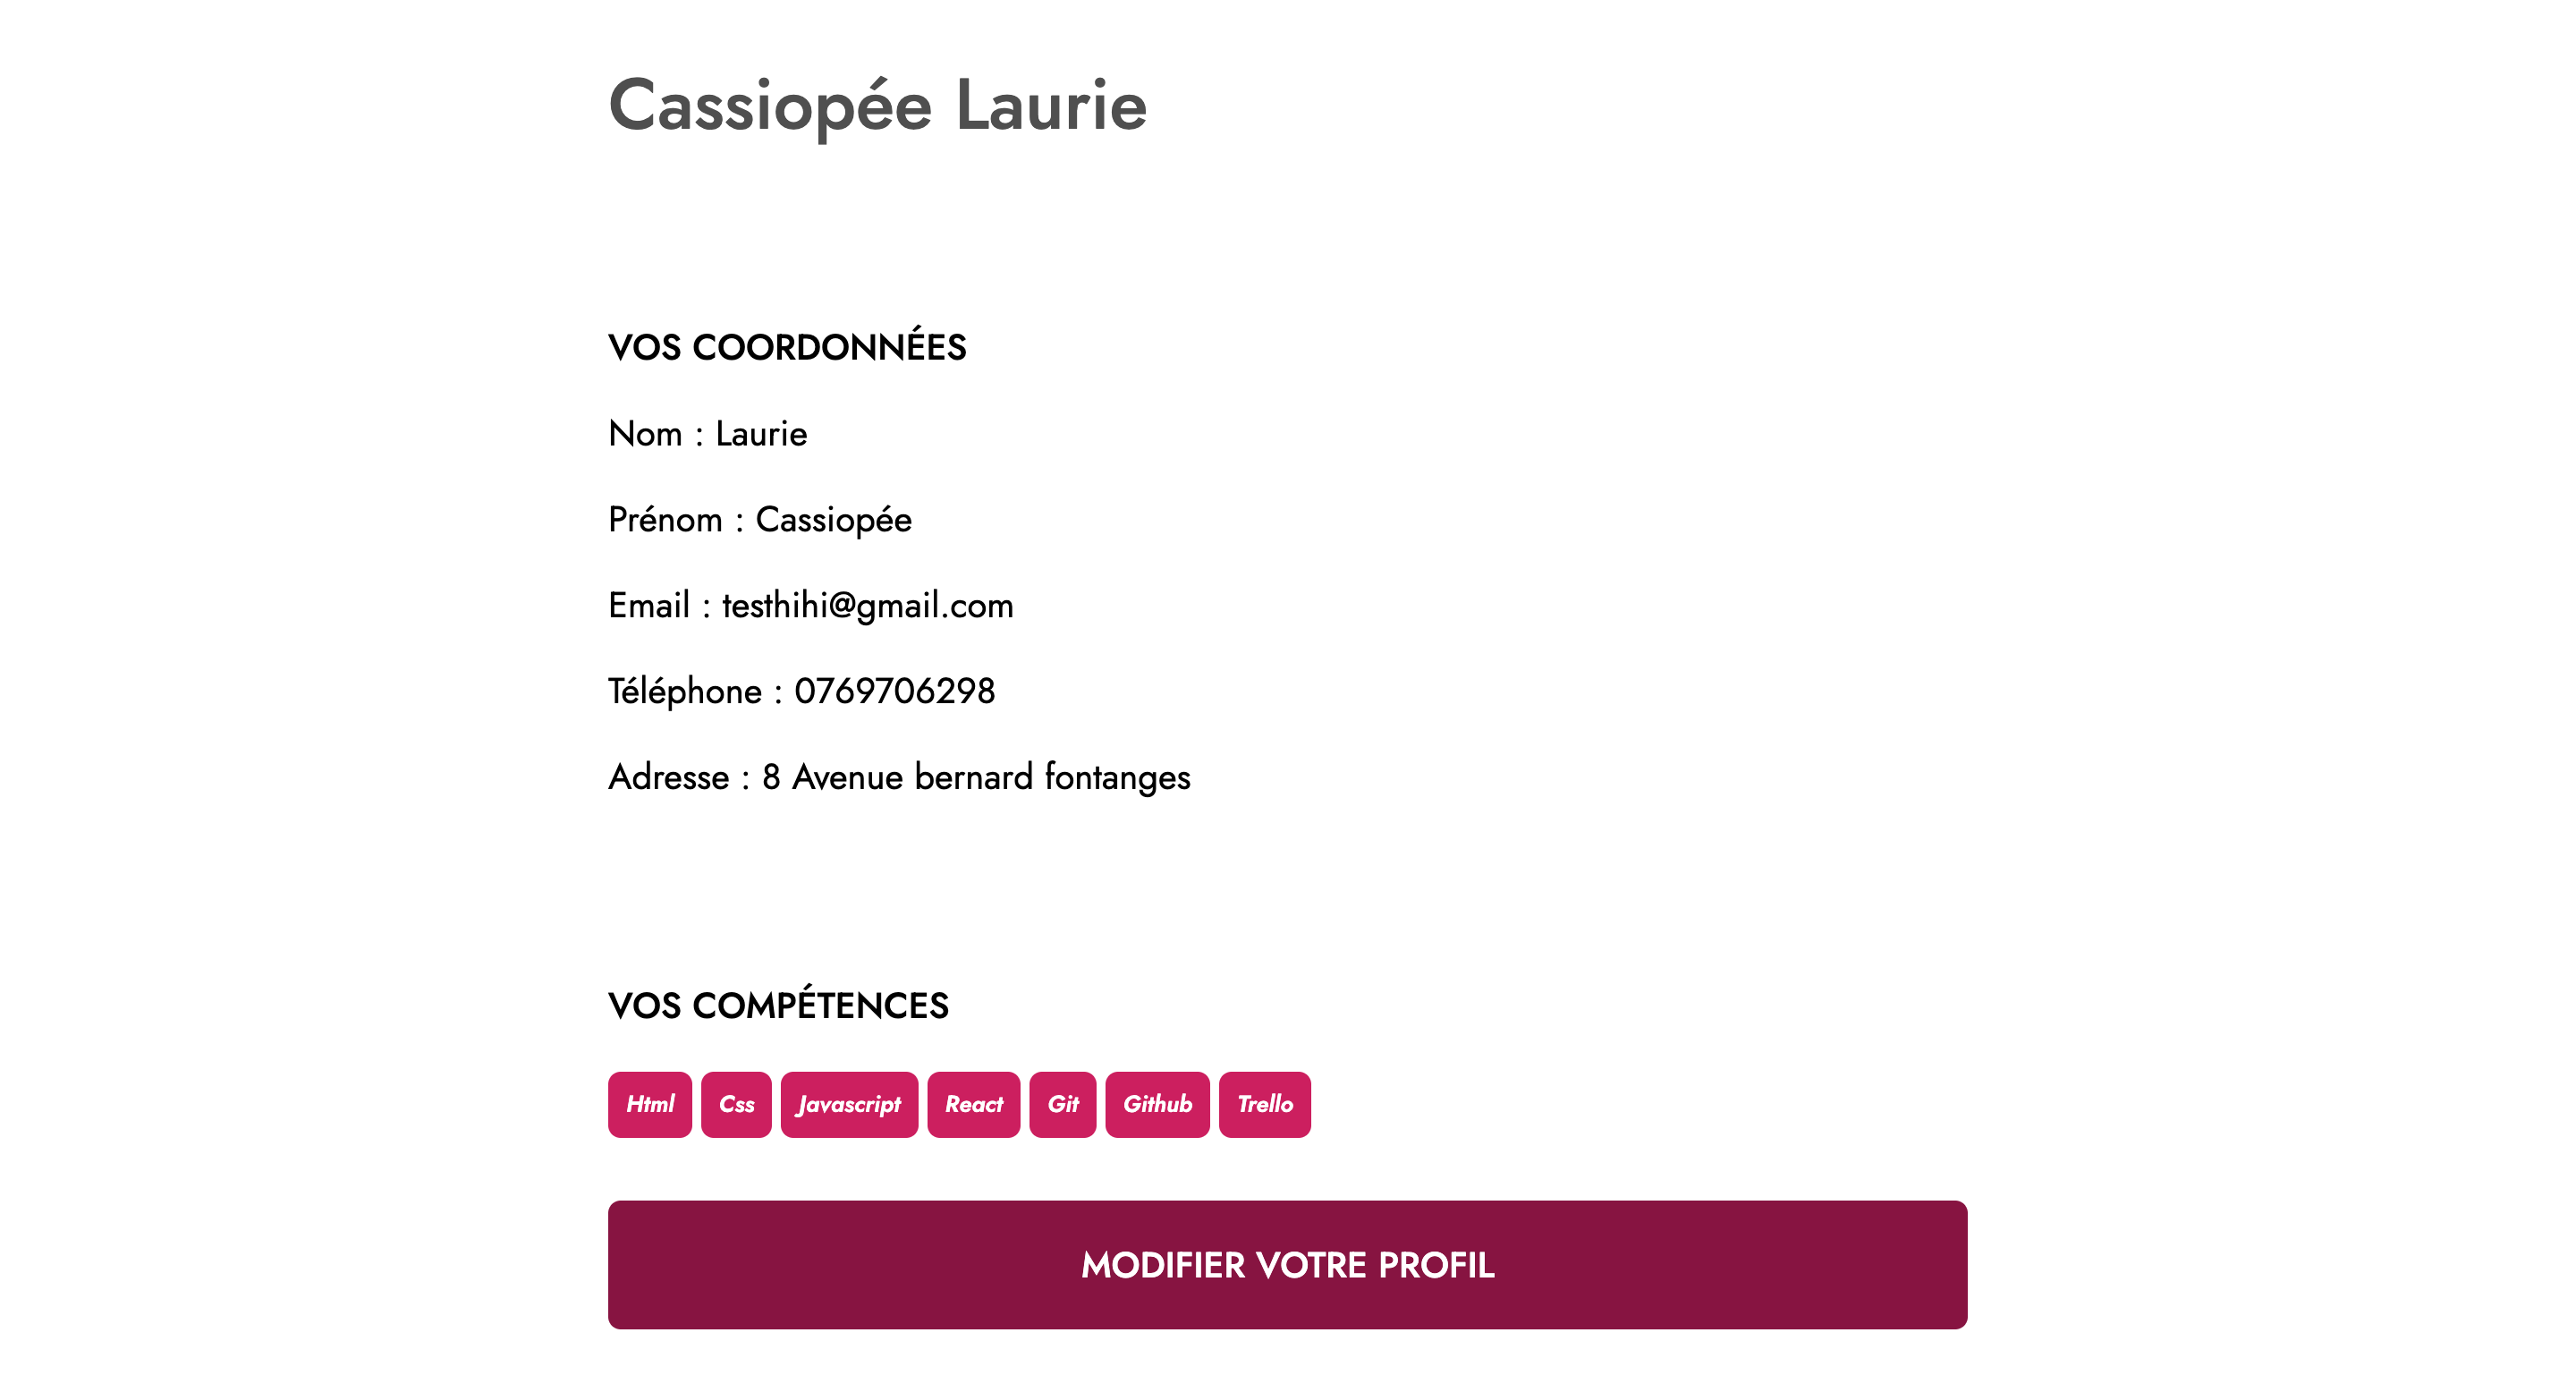 Cassiopée Laurie
VOS COORDONNÉES
Nom : Laurie
Prénom : Cassiopée
Email : testhihi@gmail.com
Téléphone : 0769706298
Adresse : 8 Avenue bernard fontanges
VOS COMPÉTENCES
Html Css Javascript React Git Github Trello
MODIFIER VOTRE PROFIL